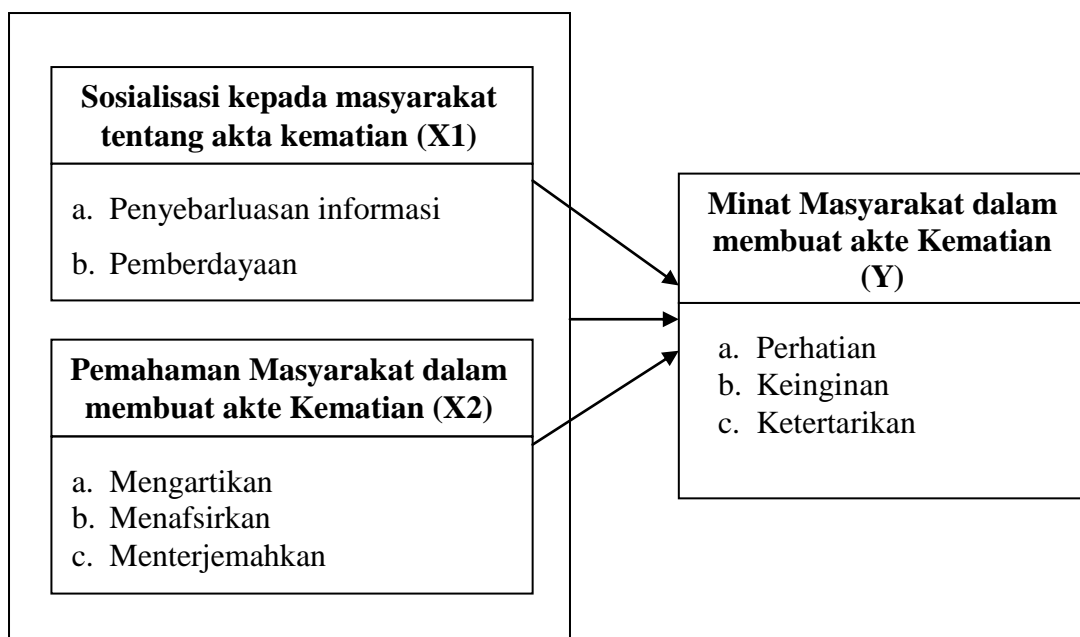 Sosialisasi kepada masyarakat
tentang akta kematian (X1)
a. Penyebarluasan informasi
b. Pemberdayaan
Pemahaman Masyarakat dalam
membuat akte Kematian (X2)
a. Mengartikan
b. Menafsirkan
c. Menterjemahkan
Minat Masyarakat dalam
membuat akte Kematian
(Y)
a. Perhatian
b. Keinginan
c. Ketertarikan